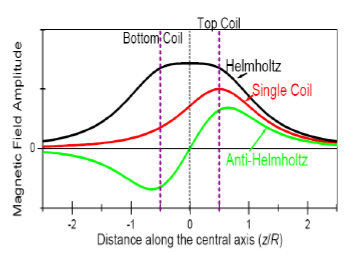 Top Coil
Bottom Coil
Helmholtz
Single Coil
Anti-Helmholtz
Magnetic Field Amplitude
0
-2 -1 0 1 2
Distance along the central axis (z/R)